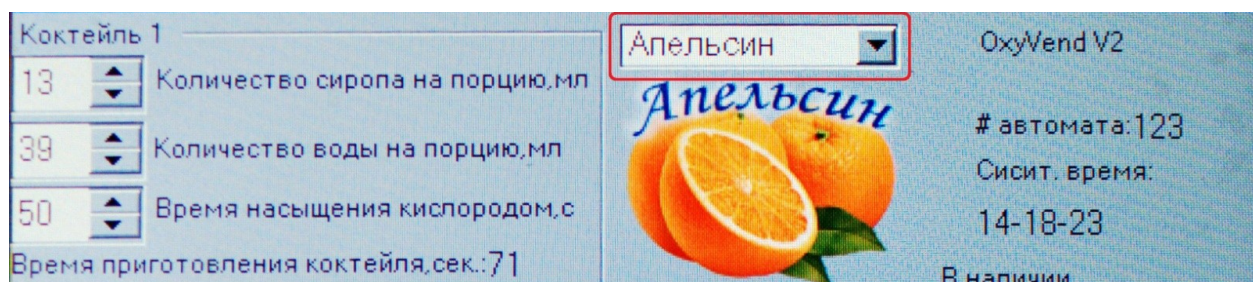 Коктейль 1
13 Количество сиропа на порцию,мл
39 Количество воды на порцию,мл
50 Время насыщения кислородом,с
Время приготовления коктейля,сек.:71
Апельсин
Апельсин
OxyVend V2
# автомата:123
Сисит. время:
14-18-23
В наличии